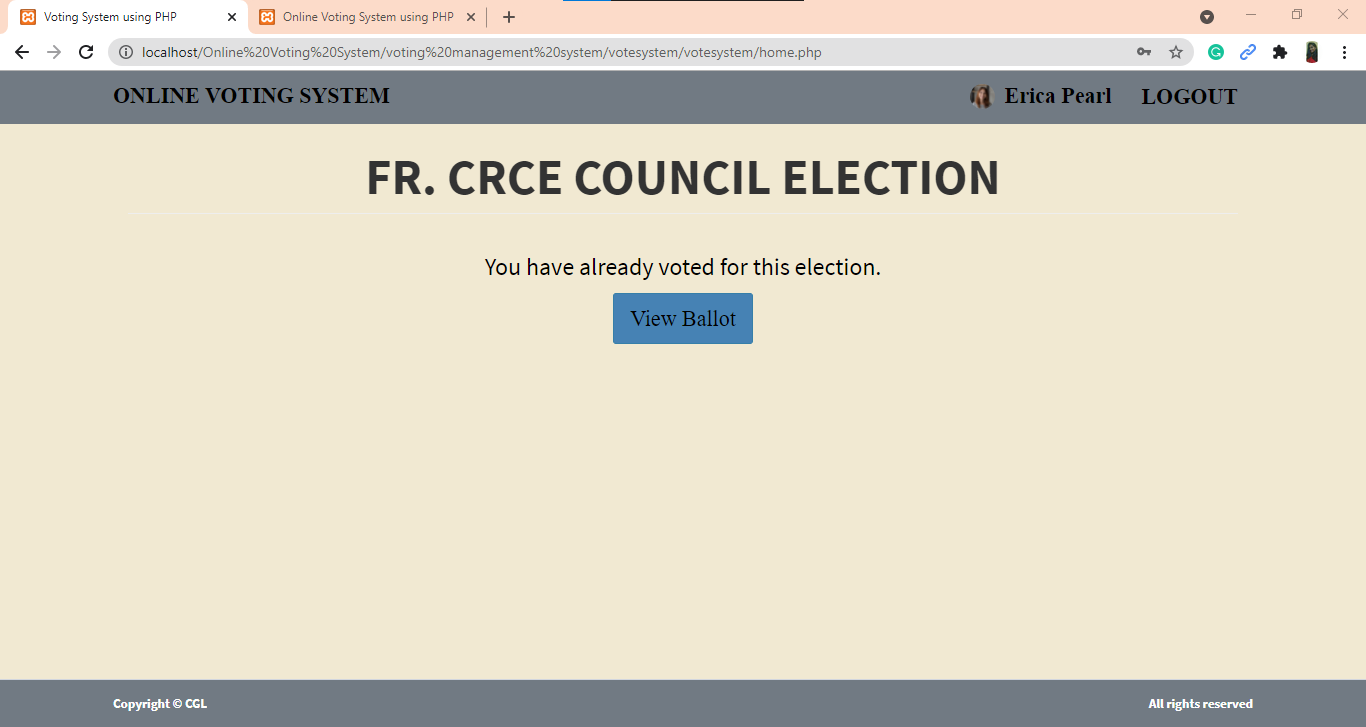 Voting System using PHP
Online Voting System using PHP
localhost/Online%20Voting%20System/voting%20management%20system/votesystem/votesystem/home.php
ONLINE VOTING SYSTEM
Erica Pearl
LOGOUT
FR. CRCE COUNCIL ELECTION
You have already voted for this election.
View Ballot
Copyright © CGL
All rights reserved